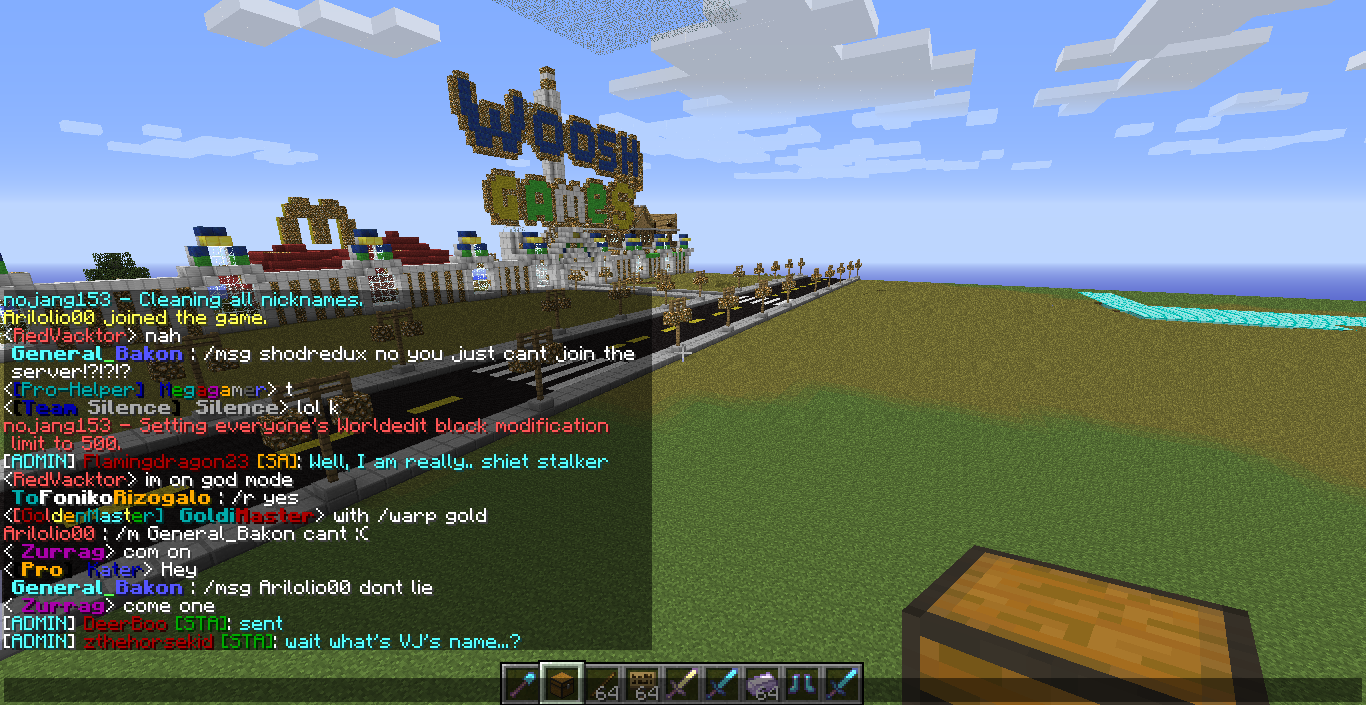 WOOSH
GAMES
m
nojang153 - Cleaning all nicknames.
Arilolio00 joined the game.
<RedVacktor> nah
General_Bakon : /msg shodredux no you just cant join the
server!?!?!?
<[Pro-Helper] Megagamer> t
<[Team Silence] Silence> lol k
nojang153 - Setting everyone's Worldedit block modification
limit to 500.
[ADMIN] Flamingdragon23 [SA]: Well, I am really.. shiet stalker
<RedVacktor> im on god mode
ToFonikoRizogalo : /r yes
<[GoldenMaster] GoldiMaster> with /warp gold
Arilolio00 : /m General_Bakon cant :C
< Zurrag> com on
< Pro Kater> Hey
General_Bakon : /msg Arilolio00 dont lie
< Zurrag> come one
[ADMIN] DeerBoo [STA]: sent
[ADMIN] zthehorsekid [STA]: wait what's VJ's name...?
64 64 64